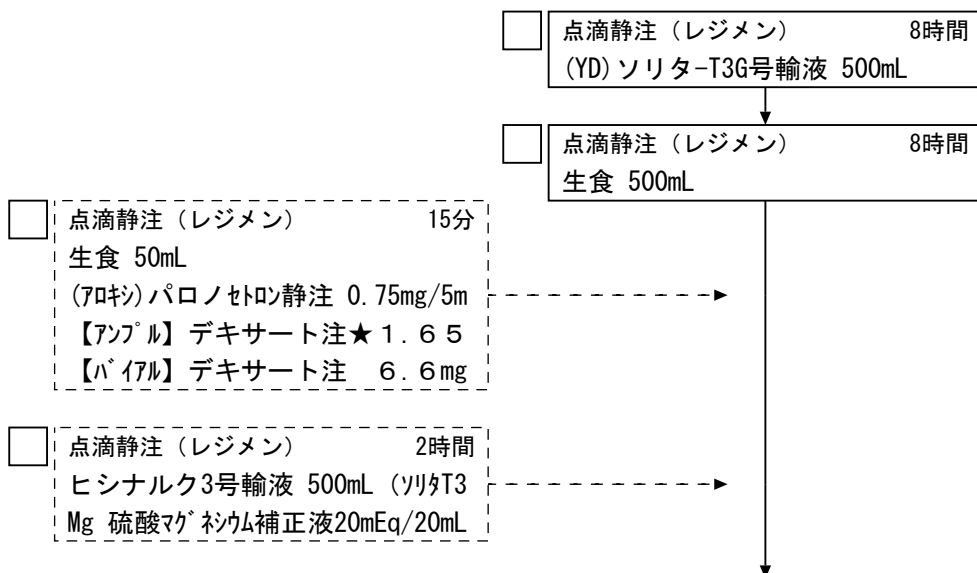 点滴静注（レジメン） 8時間
(YD)ソリタ-T3G号輸液 500mL
点滴静注（レジメン） 8時間
生食 500mL
点滴静注（レジメン） 15分
生食 50mL
(ｱﾛｷｼ)パロノｾﾄﾛﾝ静注 0.75mg/5m
【ｱﾝﾌﾟﾙ】デキサート注★１．６５
【ﾊﾞｲｱﾙ】デキサート注　６．６mg
点滴静注（レジメン） 2時間
ヒシナルク3号輸液 500mL（ｿﾘﾀT3
Mg 硫酸ﾏｸﾞﾈｼｳﾑ補正液20mEq/20mL